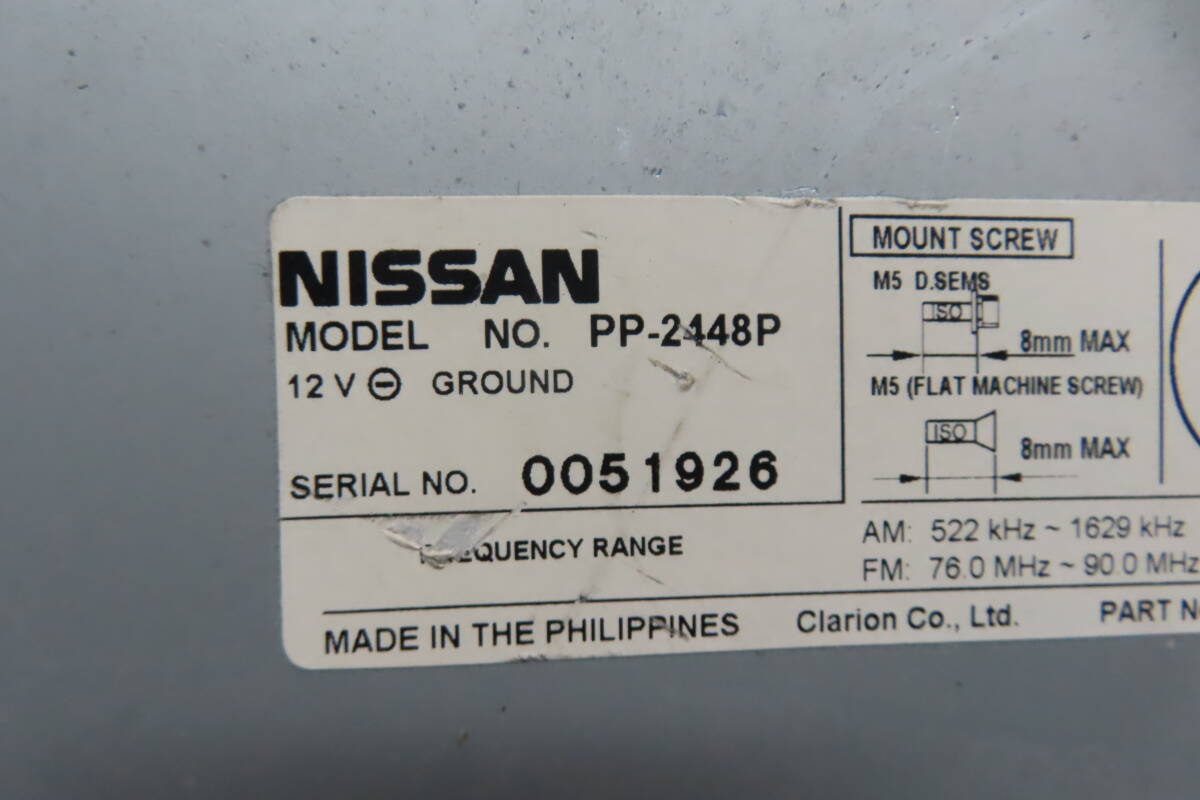 NISSAN
MODEL NO. PP-2448P
12 V ⊖ GROUND
SERIAL NO. 0051926
MOUNT SCREW
M5 D.SEMS
ISO
8mm MAX
M5 (FLAT MACHINE SCREW)
ISO
8mm MAX
FREQUENCY RANGE
AM: 522 kHz ~ 1629 kHz
FM: 76.0 MHz ~ 90.0 MHz
MADE IN THE PHILIPPINES Clarion Co., Ltd. PART